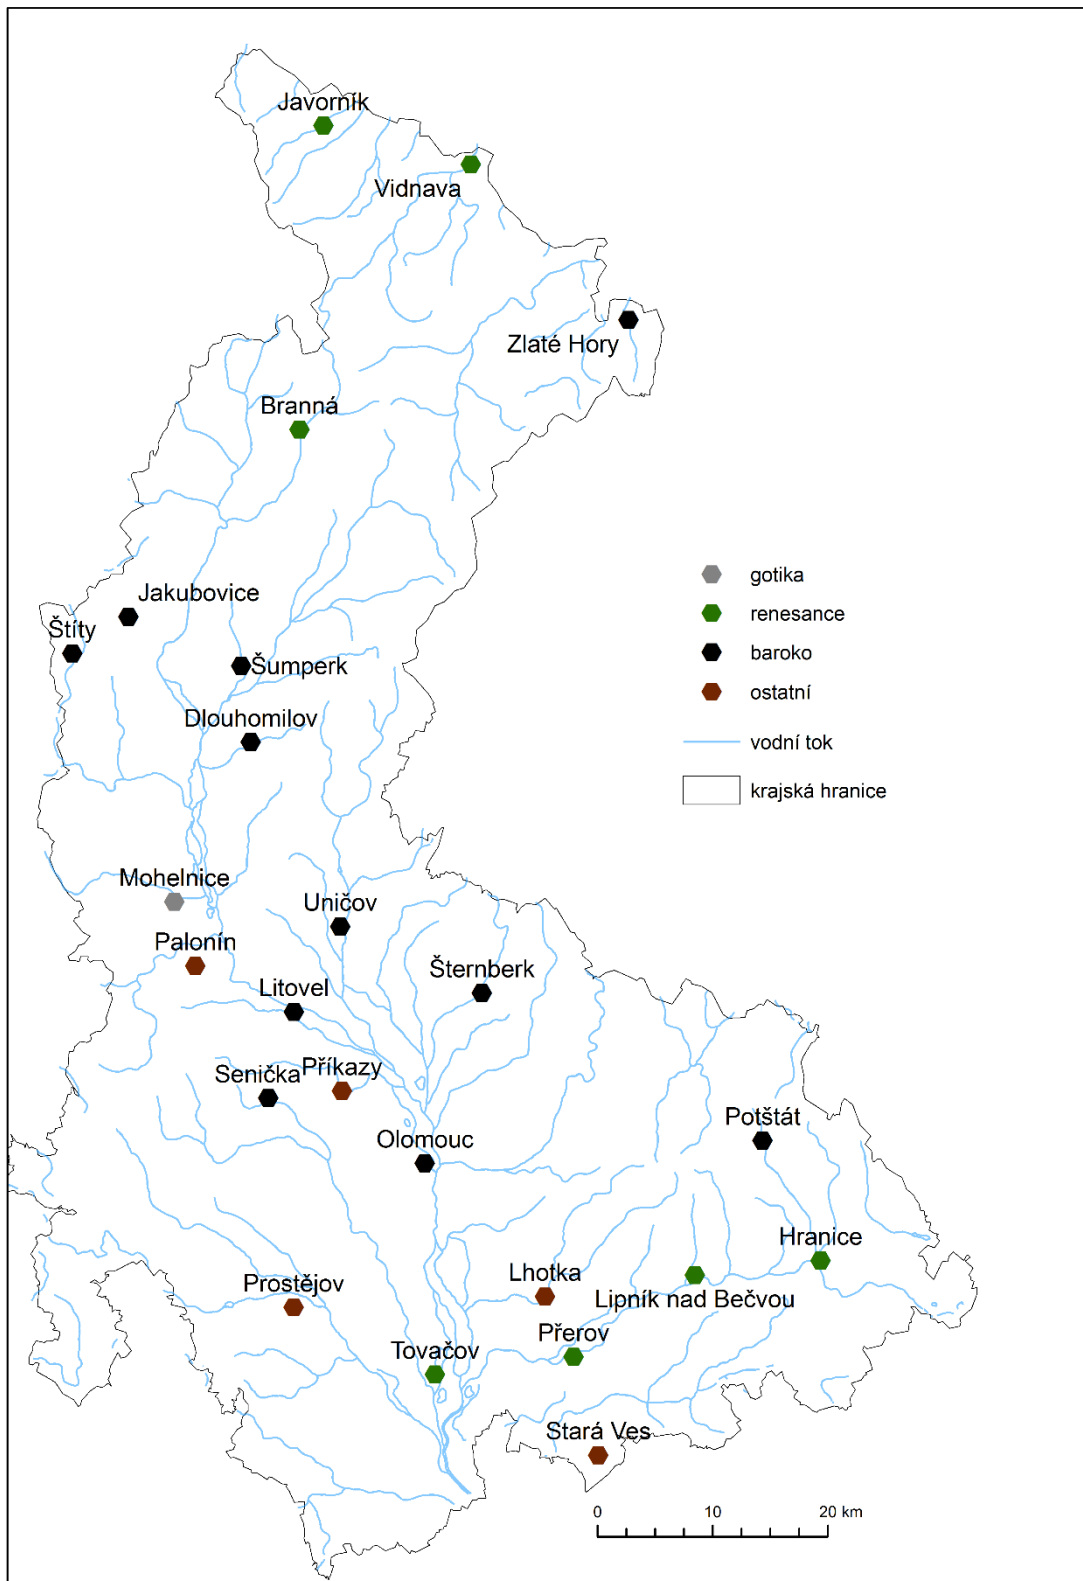 Javorník
Vidnava
Zlaté Hory
Branná
Jakubovice
Štíty
Šumperk
Dlouhomilov
gotika
renesance
baroko
ostatní
vodní tok
krajská hranice
Mohelnice
Uničov
Palonín
Šternberk
Litovel
Senička
Příkazy
Potštát
Olomouc
Hranice
Lhotka
Prostějov
Lipník nad Bečvou
Přerov
Tovačov
Stará Ves
0 10 20 km